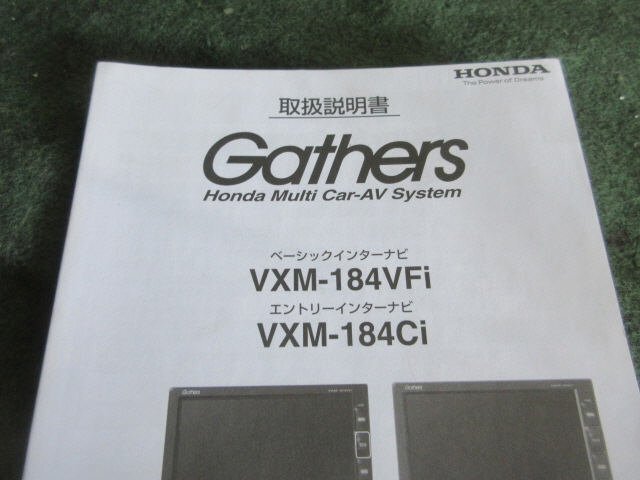 HONDA
The Power of Dreams
取扱説明書
Gathers
Honda Multi Car-AV System
ベーシックインターナビ
VXM-184VFi
エントリーインターナビ
VXM-184Ci
Gathers
Gathers